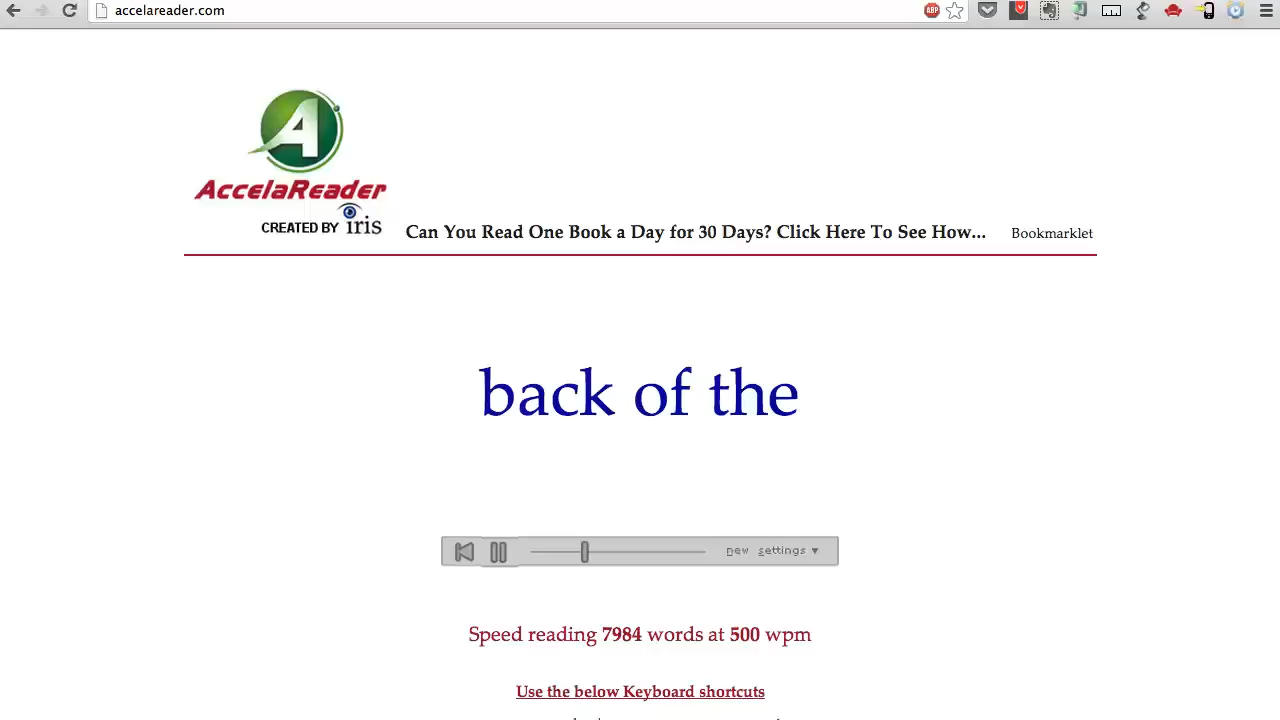 accelareader.com
ABP
A
AccelaReader
CREATED BY iris
Can You Read One Book a Day for 30 Days? Click Here To See How...
Bookmarklet
back of the
new settings ▼
Speed reading 7984 words at 500 wpm
Use the below Keyboard shortcuts